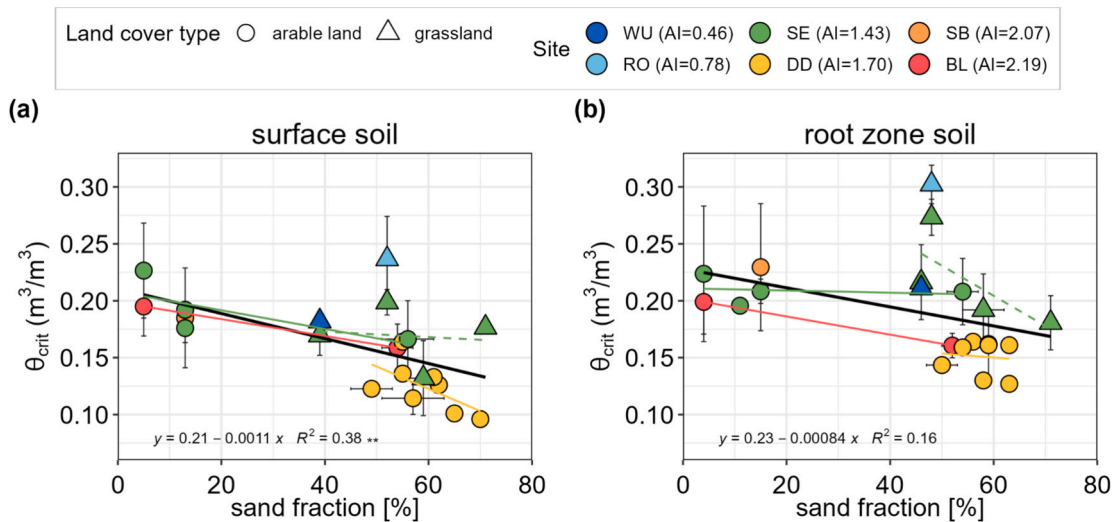 Land cover type arable land grassland
Site
WU (AI=0.46) SE (AI=1.43) SB (AI=2.07)
RO (AI=0.78) DD (AI=1.70) BL (AI=2.19)
(a) (b)
surface soil root zone soil
0.30
0.25
0.20
0.15
0.10
θcrit (m³/m³)
y = 0.21 − 0.0011 x R² = 0.38 **
0 20 40 60 80
sand fraction [%]
0.30
0.25
0.20
0.15
0.10
θcrit (m³/m³)
y = 0.23 − 0.00084 x R² = 0.16
0 20 40 60 80
sand fraction [%]